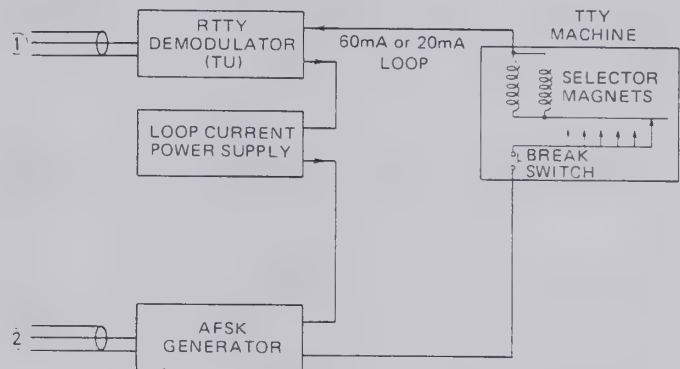 1
RTTY
DEMODULATOR
(TU)
60mA or 20mA
LOOP
TTY
MACHINE
SELECTOR
MAGNETS
LOOP CURRENT
POWER SUPPLY
BREAK
SWITCH
2
AFSK
GENERATOR